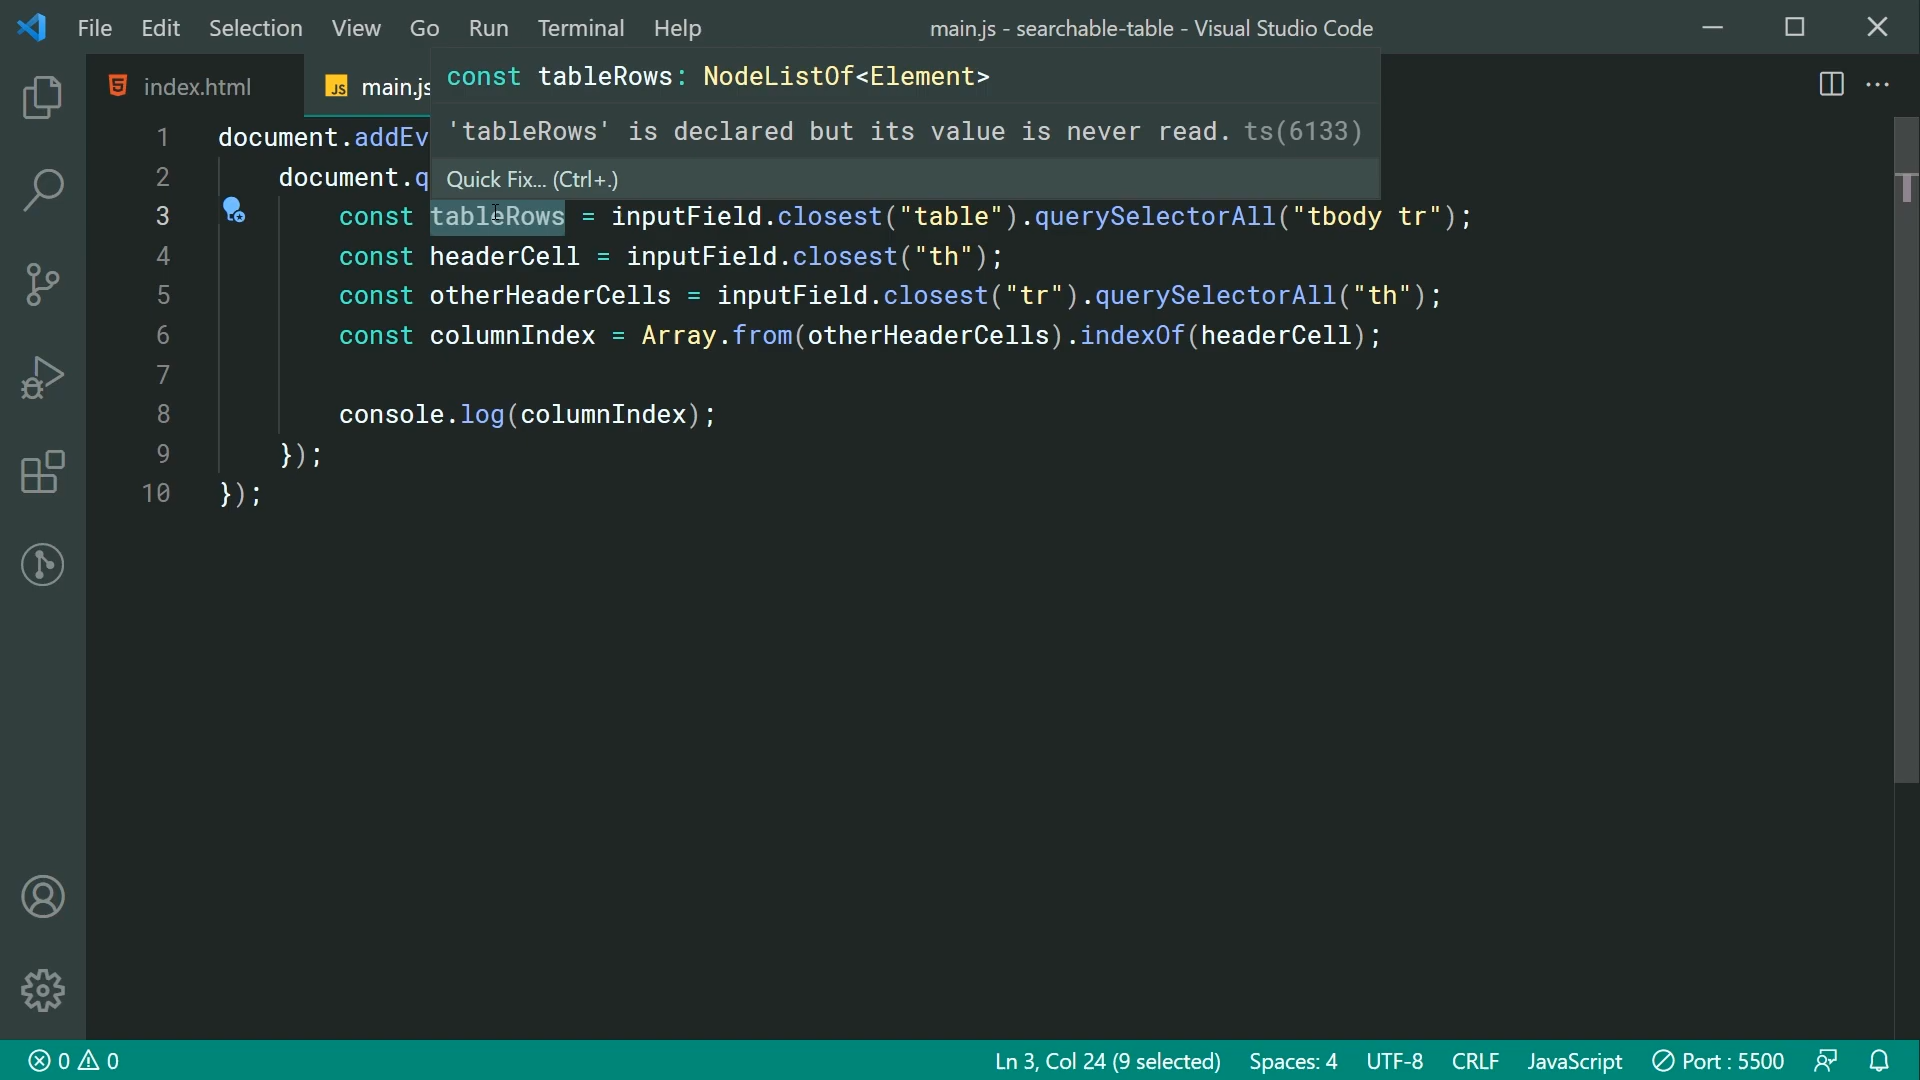 File Edit Selection View Go Run Terminal Help main.js - searchable-table - Visual Studio Code
index.html main.js
const tableRows: NodeListOf<Element>
'tableRows' is declared but its value is never read. ts(6133)
Quick Fix... (Ctrl+.)
1 document.addEv
2 document.q
3 const tableRows = inputField.closest("table").querySelectorAll("tbody tr");
4 const headerCell = inputField.closest("th");
5 const otherHeaderCells = inputField.closest("tr").querySelectorAll("th");
6 const columnIndex = Array.from(otherHeaderCells).indexOf(headerCell);
7
8 console.log(columnIndex);
9 });
10 });
0 0 Ln 3, Col 24 (9 selected) Spaces: 4 UTF-8 CRLF JavaScript Port : 5500